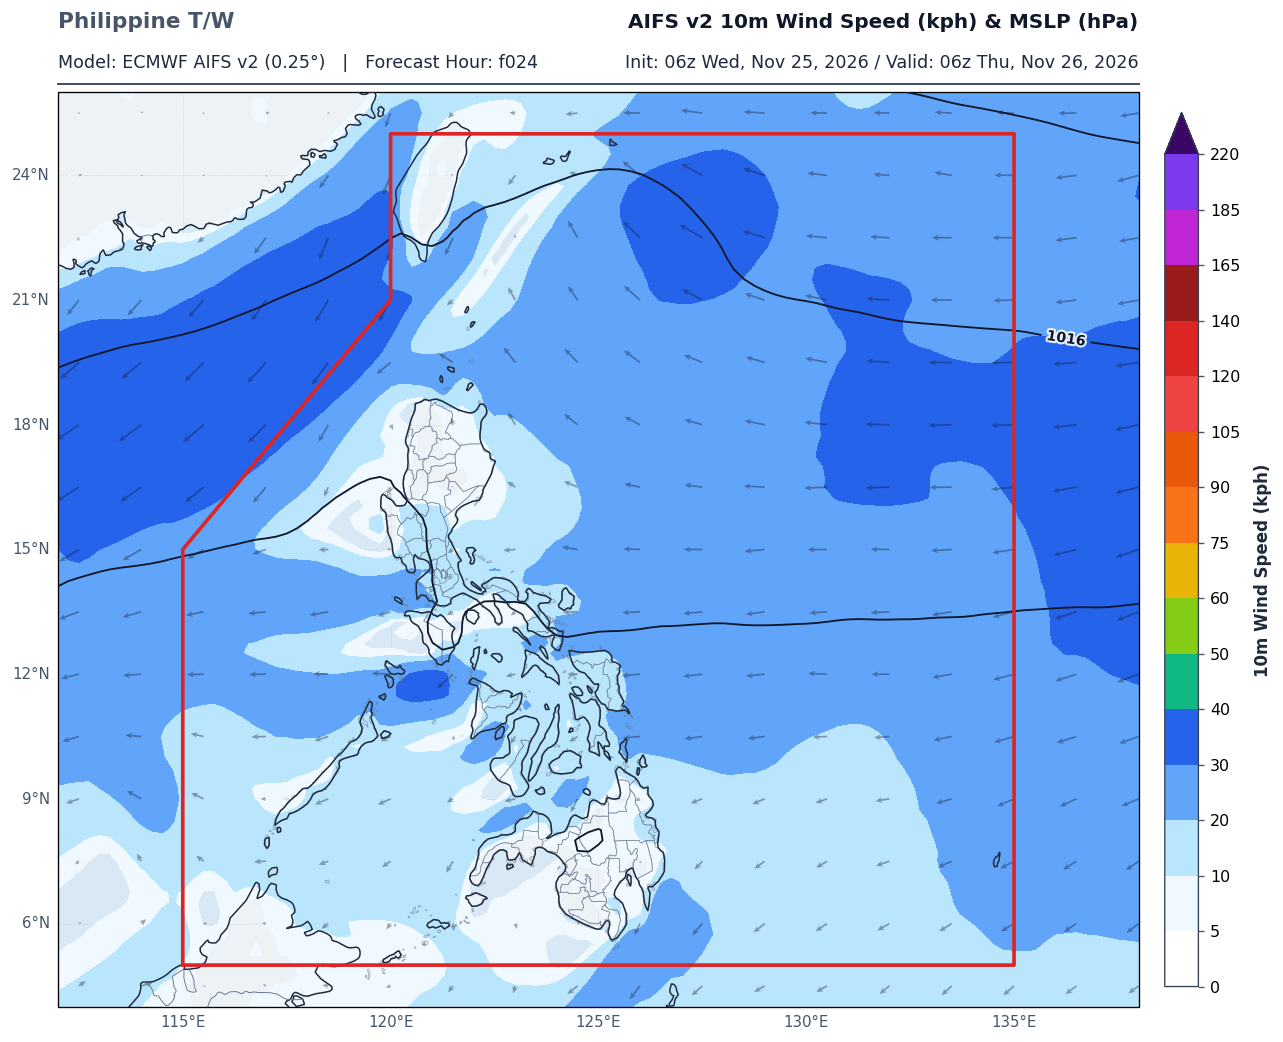 Philippine T/W
AIFS v2 10m Wind Speed (kph) & MSLP (hPa)
Model: ECMWF AIFS v2 (0.25°) | Forecast Hour: f024
Init: 06z Wed, Nov 25, 2026 / Valid: 06z Thu, Nov 26, 2026
24°N
21°N
18°N
15°N
12°N
9°N
6°N
1016
115°E
120°E
125°E
130°E
135°E
220
185
165
140
120
105
90
75
60
50
40
30
20
10
5
0
10m Wind Speed (kph)